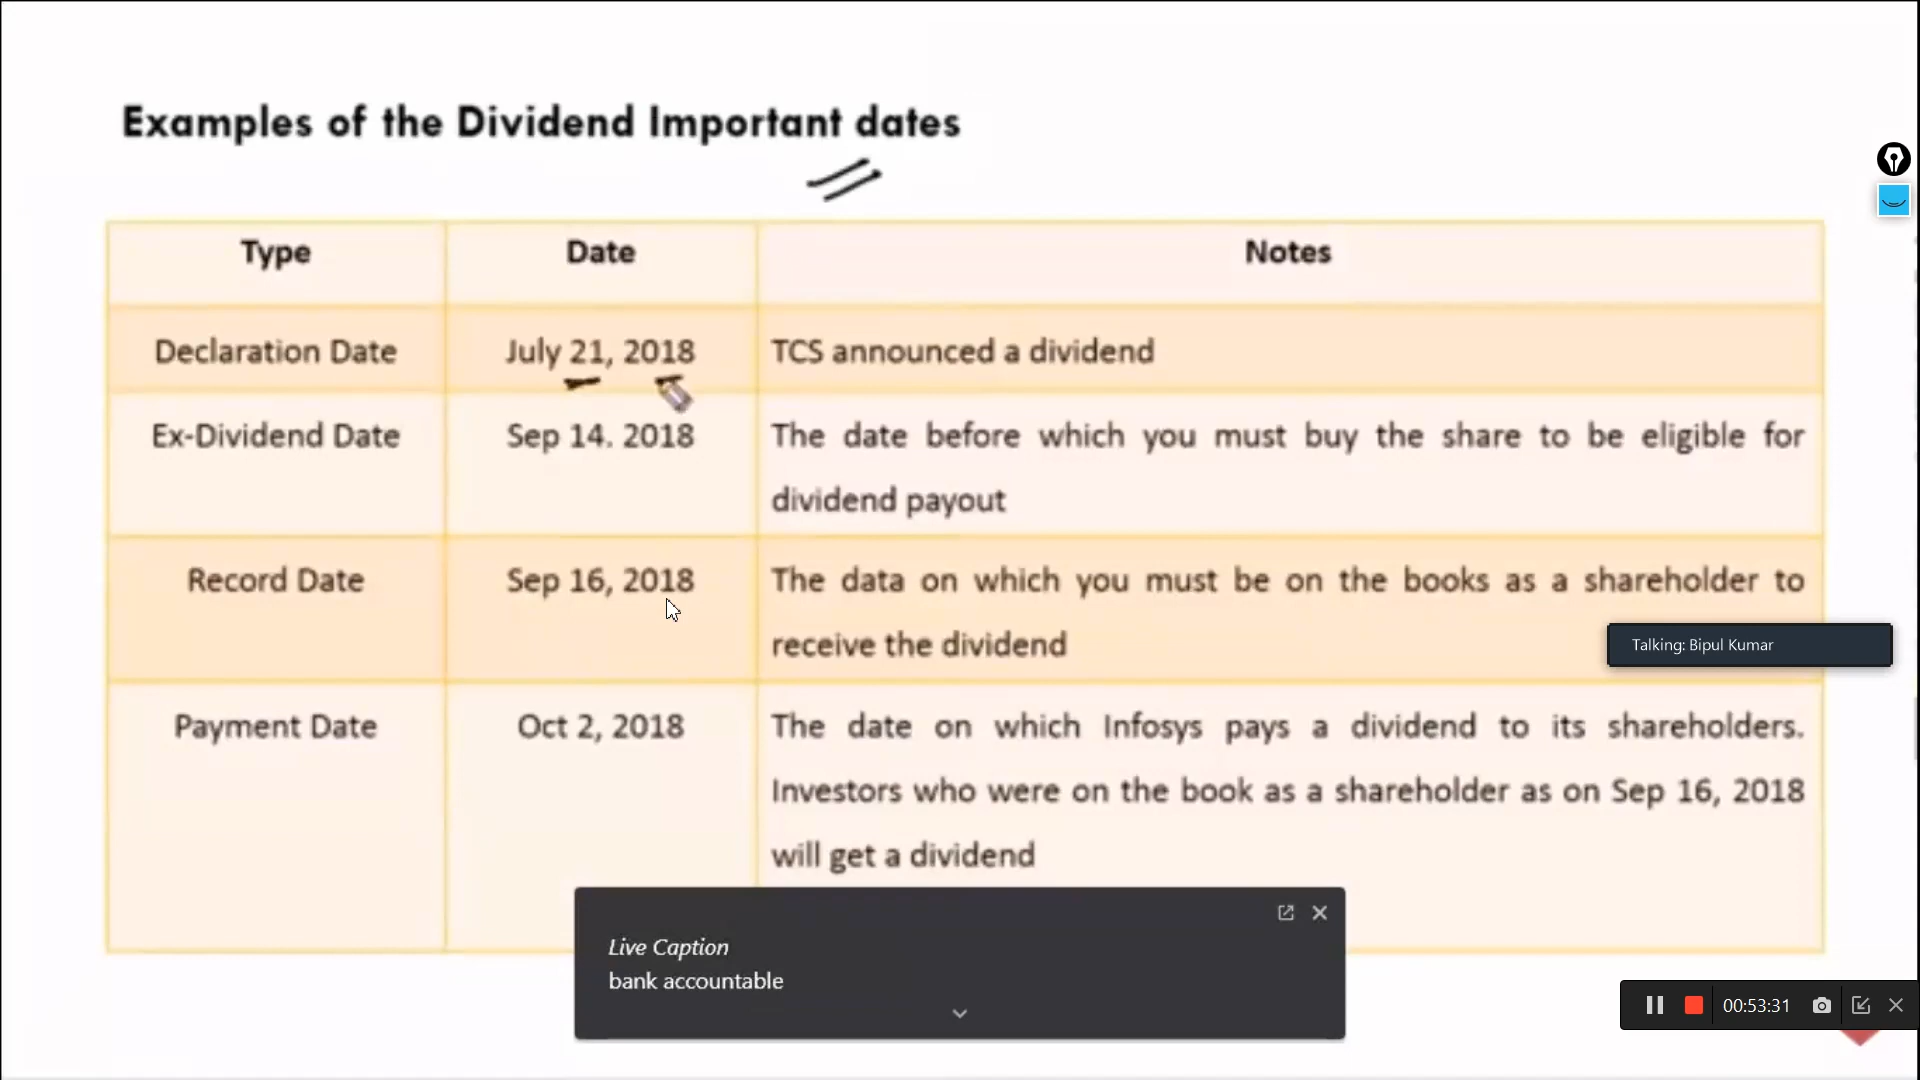 Examples of the Dividend Important dates
Type
Date
Notes
Declaration Date
July 21, 2018
TCS announced a dividend
Ex-Dividend Date
Sep 14. 2018
The date before which you must buy the share to be eligible for
dividend payout
Record Date
Sep 16, 2018
The data on which you must be on the books as a shareholder to
receive the dividend
Talking: Bipul Kumar
Payment Date
Oct 2, 2018
The date on which Infosys pays a dividend to its shareholders.
Investors who were on the book as a shareholder as on Sep 16, 2018
will get a dividend
Live Caption
bank accountable
00:53:31